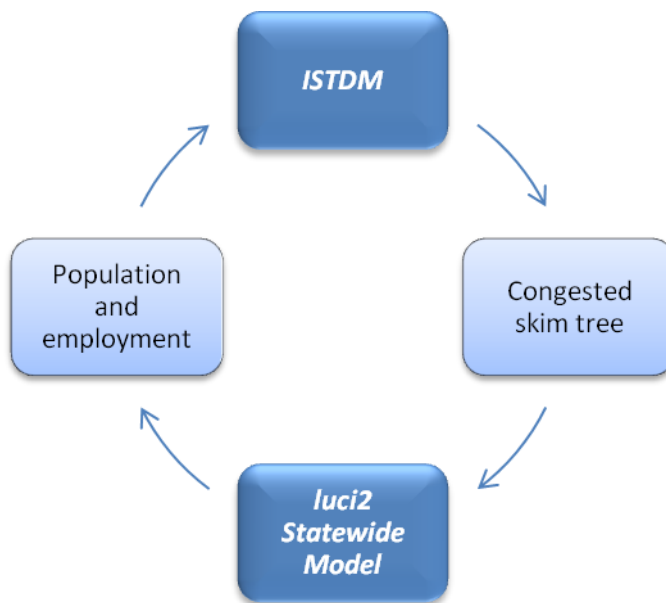 ISTDM
Population
and
employment
Congested
skim tree
luci2
Statewide
Model